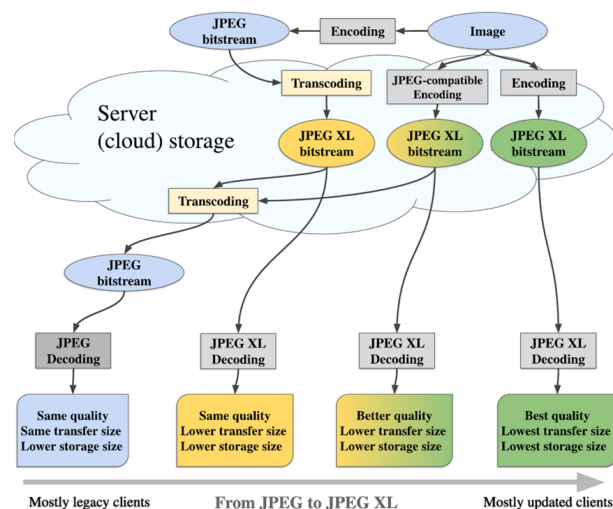 JPEG
bitstream
Encoding
Image
Transcoding
JPEG-compatible
Encoding
Encoding
Server
(cloud) storage
JPEG XL
bitstream
JPEG XL
bitstream
JPEG XL
bitstream
Transcoding
JPEG
bitstream
JPEG
Decoding
JPEG XL
Decoding
JPEG XL
Decoding
JPEG XL
Decoding
Same quality
Same transfer size
Lower storage size
Same quality
Lower transfer size
Lower storage size
Better quality
Lower transfer size
Lower storage size
Best quality
Lowest transfer size
Lowest storage size
Mostly legacy clients
From JPEG to JPEG XL
Mostly updated clients